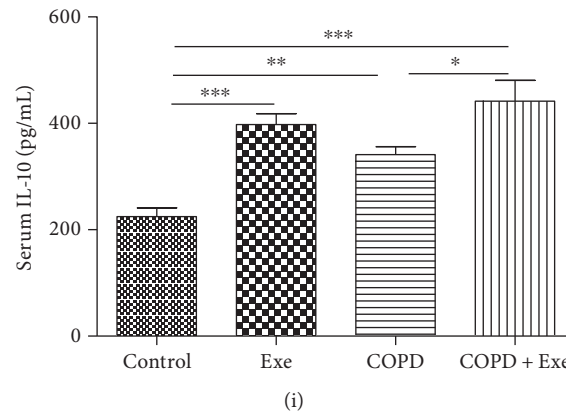 600
400
200
0
Serum IL-10 (pg/mL)
***
**
*
***
Control Exe COPD COPD + Exe
(i)